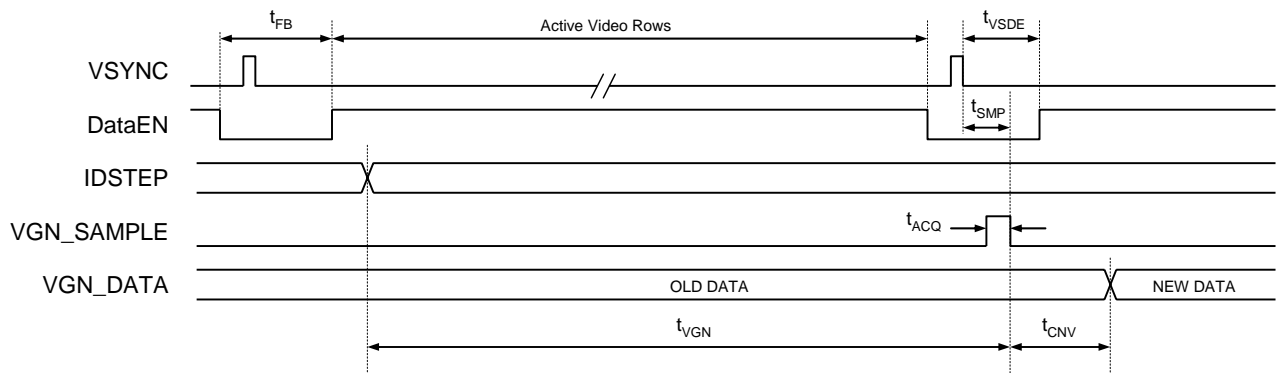 tFB
Active Video Rows
tVSDE
VSYNC
tSMP
DataEN
IDSTEP
VGN_SAMPLE
tACQ
VGN_DATA
OLD DATA
NEW DATA
tVGN
tCNV